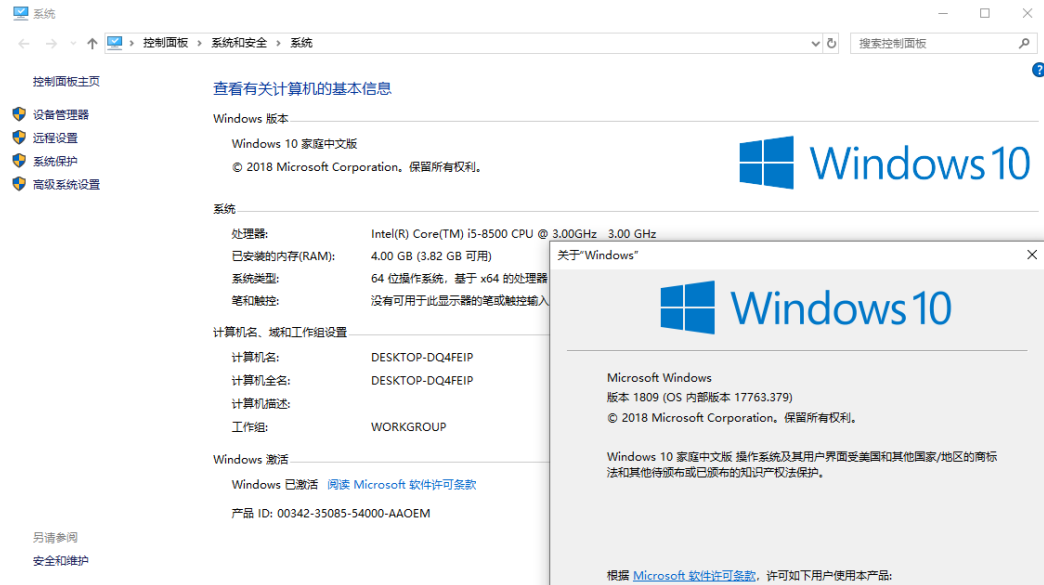 系统
控制面板 › 系统和安全 › 系统
搜索控制面板
控制面板主页
设备管理器
远程设置
系统保护
高级系统设置
另请参阅
安全和维护
查看有关计算机的基本信息
Windows 版本
Windows 10 家庭中文版
© 2018 Microsoft Corporation。保留所有权利。
Windows 10
系统
处理器: Intel(R) Core(TM) i5-8500 CPU @ 3.00GHz 3.00 GHz
已安装的内存(RAM): 4.00 GB (3.82 GB 可用)
系统类型: 64 位操作系统，基于 x64 的处理器
笔和触控: 没有可用于此显示器的笔或触控输入
计算机名、域和工作组设置
计算机名: DESKTOP-DQ4FEIP
计算机全名: DESKTOP-DQ4FEIP
计算机描述:
工作组: WORKGROUP
Windows 激活
Windows 已激活 阅读 Microsoft 软件许可条款
产品 ID: 00342-35085-54000-AAOEM
关于"Windows"
Windows 10
Microsoft Windows
版本 1809 (OS 内部版本 17763.379)
© 2018 Microsoft Corporation。保留所有权利。
Windows 10 家庭中文版 操作系统及其用户界面受美国和其他国家/地区的商标
法和其他待颁布或已颁布的知识产权法保护。
根据 Microsoft 软件许可条款，许可如下用户使用本产品: